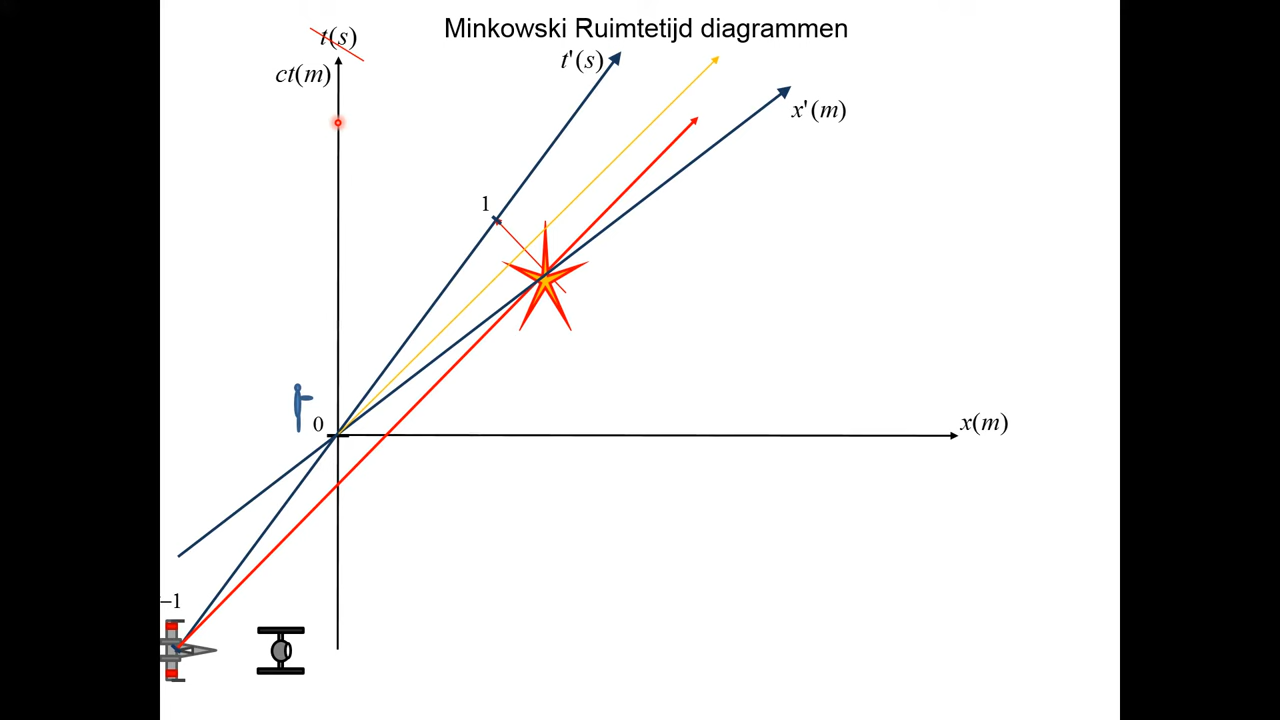 Minkowski Ruimtetijd diagrammen
t(s)
ct(m)
t'(s)
x'(m)
1
0
x(m)
−1